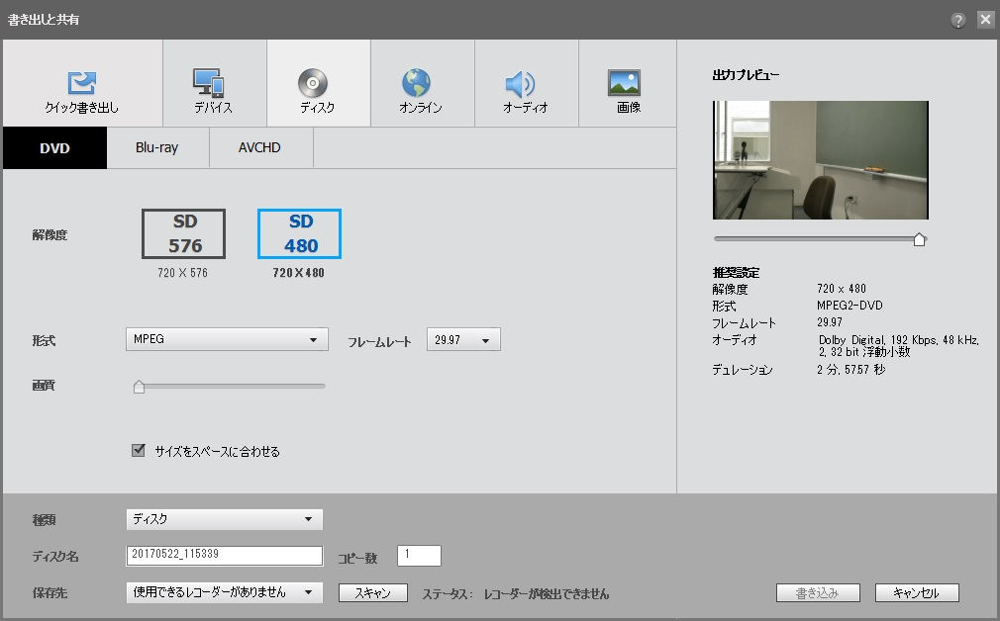 書き出しと共有
クイック書き出し
デバイス
ディスク
オンライン
オーディオ
画像
DVD
Blu-ray
AVCHD
解像度
SD
576
720 X 576
SD
480
720 X 480
形式
MPEG
フレームレート
29.97
画質
サイズをスペースに合わせる
出力プレビュー
推奨設定
解像度
720 x 480
形式
MPEG2-DVD
フレームレート
29.97
オーディオ
Dolby Digital, 192 Kbps, 48 kHz,
2, 32 bit 浮動小数
デュレーション
2 分, 57.57 秒
種類
ディスク
ディスク名
20170522_115339
コピー数
1
保存先
使用できるレコーダーがありません
スキャン
ステータス: レコーダーが検出できません
書き込み
キャンセル